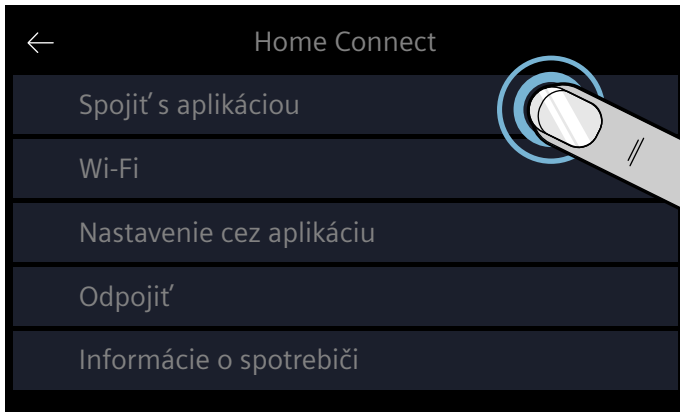 Home Connect
Spojiť s aplikáciou
Wi-Fi
Nastavenie cez aplikáciu
Odpojiť
Informácie o spotrebiči